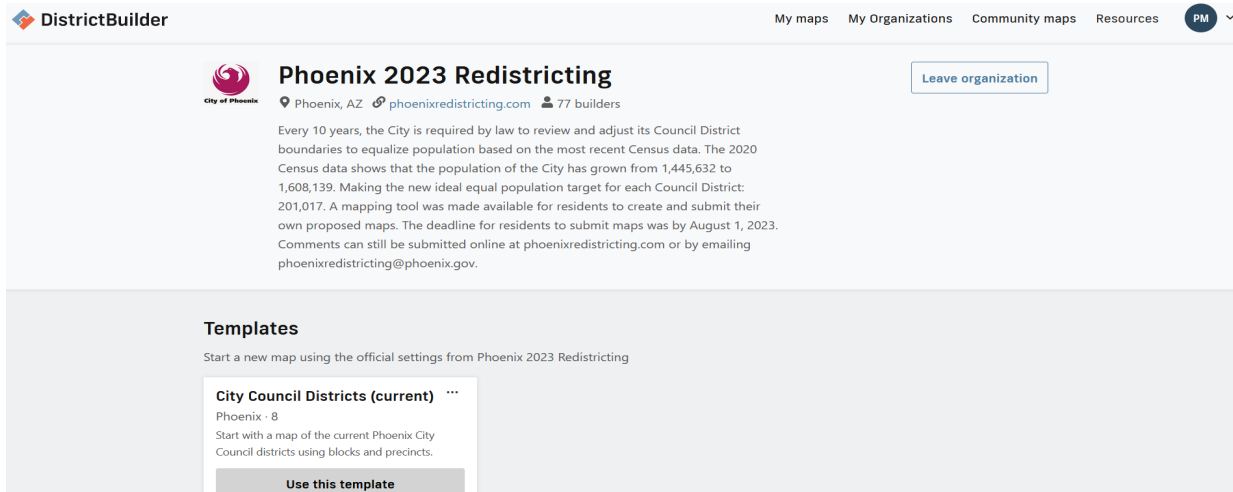 DistrictBuilder
My maps My Organizations Community maps Resources PM
City of Phoenix
Phoenix 2023 Redistricting
Leave organization
Phoenix, AZ phoenixredistricting.com 77 builders
Every 10 years, the City is required by law to review and adjust its Council District
boundaries to equalize population based on the most recent Census data. The 2020
Census data shows that the population of the City has grown from 1,445,632 to
1,608,139. Making the new ideal equal population target for each Council District:
201,017. A mapping tool was made available for residents to create and submit their
own proposed maps. The deadline for residents to submit maps was by August 1, 2023.
Comments can still be submitted online at phoenixredistricting.com or by emailing
phoenixredistricting@phoenix.gov.
Templates
Start a new map using the official settings from Phoenix 2023 Redistricting
City Council Districts (current) ...
Phoenix · 8
Start with a map of the current Phoenix City
Council districts using blocks and precincts.
Use this template